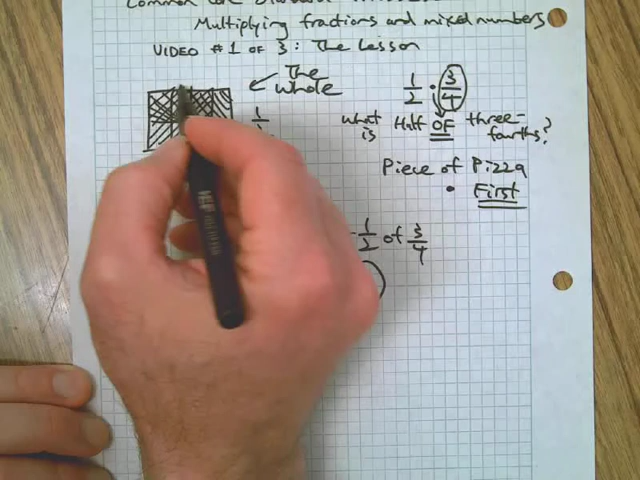 Multiplying fractions and mixed numbers
VIDEO #1 OF 3: The Lesson
The
Whole
1/2 · 3/4
What is Half OF three-fourths?
Piece of Pizza
• First
1/2 of 3/4